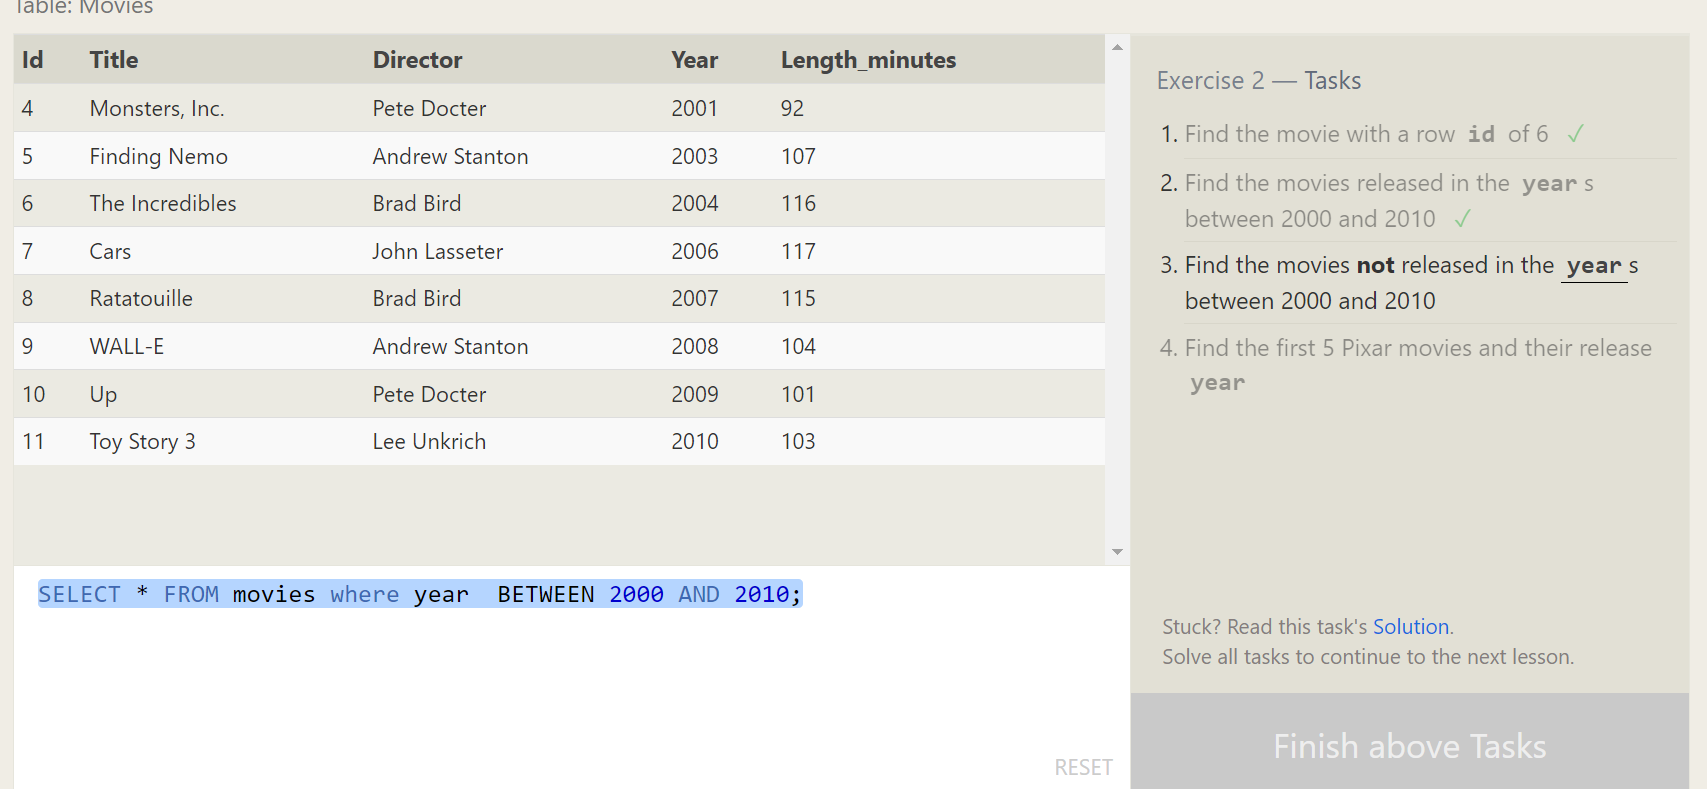 Table: Movies
Id Title Director Year Length_minutes
4 Monsters, Inc. Pete Docter 2001 92
5 Finding Nemo Andrew Stanton 2003 107
6 The Incredibles Brad Bird 2004 116
7 Cars John Lasseter 2006 117
8 Ratatouille Brad Bird 2007 115
9 WALL-E Andrew Stanton 2008 104
10 Up Pete Docter 2009 101
11 Toy Story 3 Lee Unkrich 2010 103
SELECT * FROM movies where year  BETWEEN 2000 AND 2010;
RESET
Exercise 2 — Tasks
1. Find the movie with a row id of 6 ✓
2. Find the movies released in the year s
between 2000 and 2010 ✓
3. Find the movies not released in the year s
between 2000 and 2010
4. Find the first 5 Pixar movies and their release
year
Stuck? Read this task's Solution.
Solve all tasks to continue to the next lesson.
Finish above Tasks